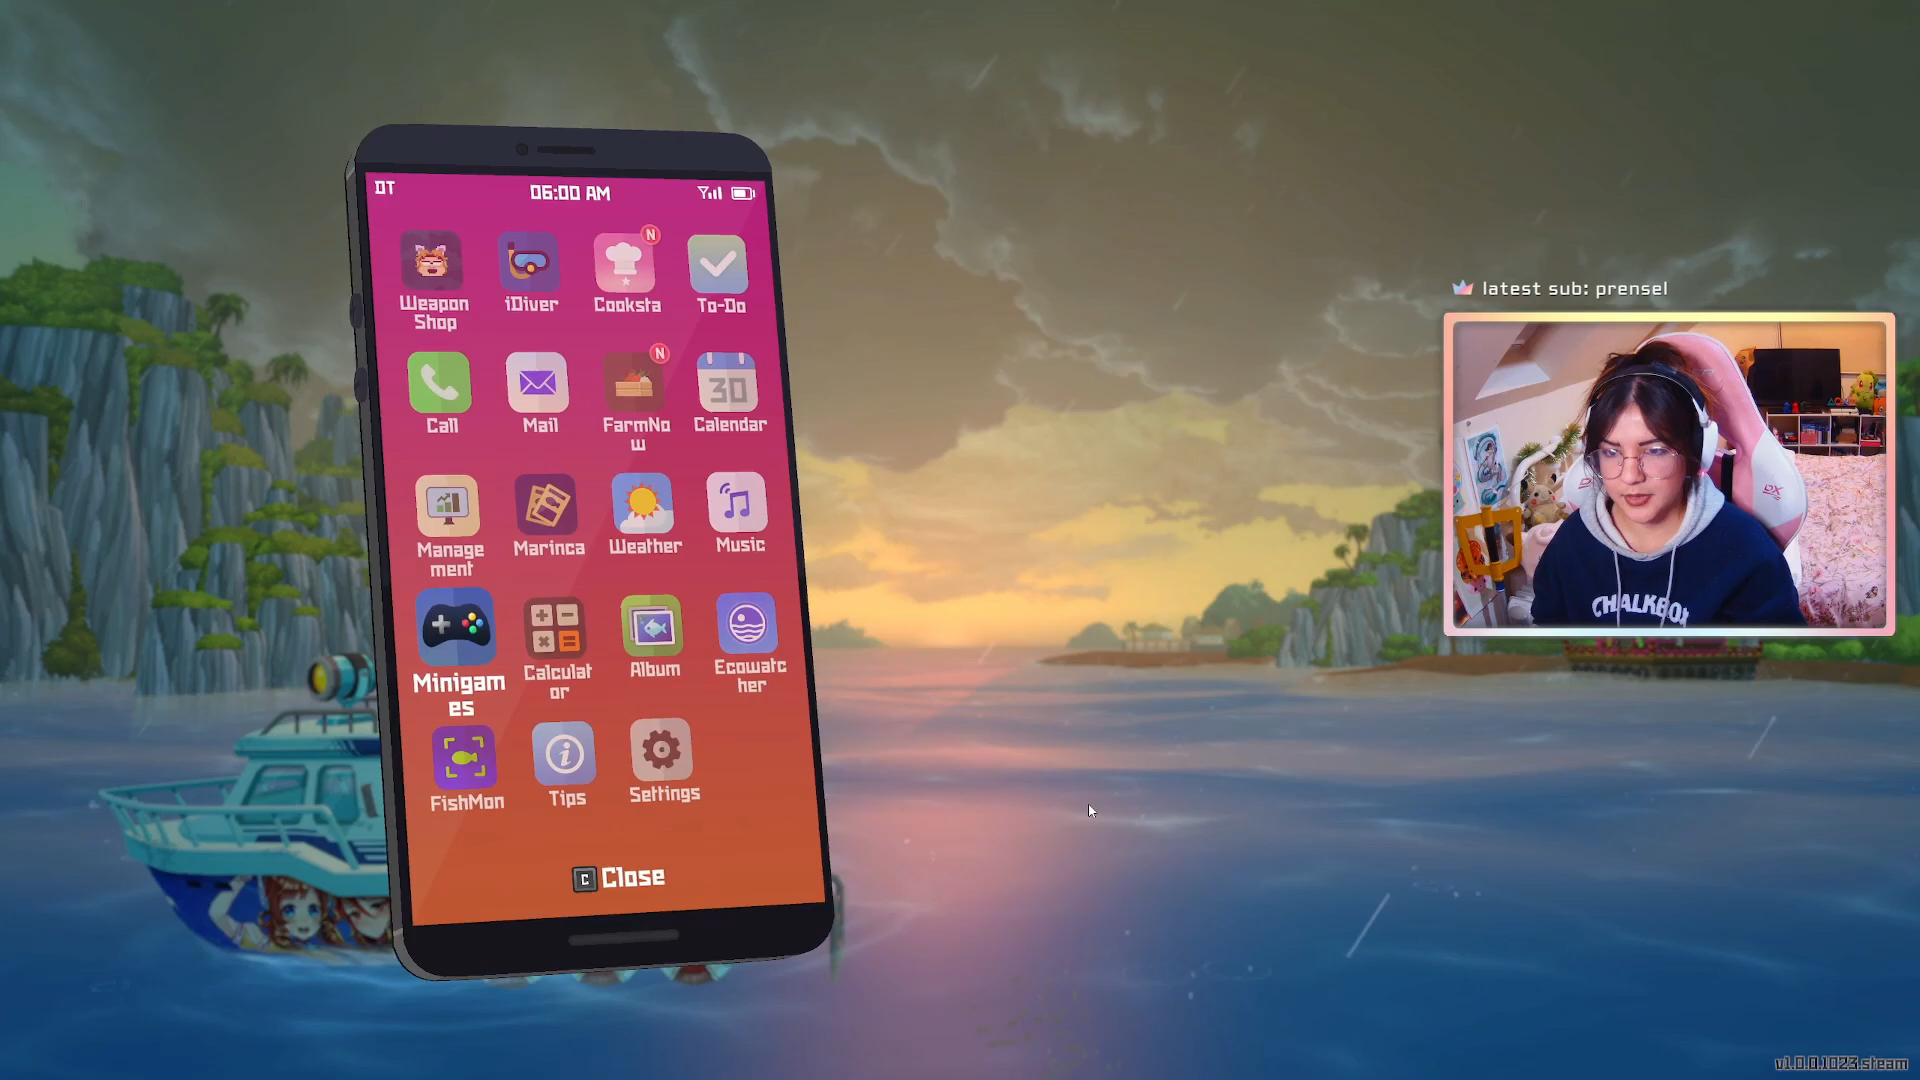 DT
06:00 AM
N
Weapon
Shop
iDiver
Cooksta
To-Do
N
30
Call
Mail
FarmNo
w
Calendar
Manage
ment
Marinca
Weather
Music
Minigam
es
Calculat
or
Album
Ecowatc
her
FishMon
Tips
Settings
C Close
latest sub: prensel
DX
CHALKBOX
v1.0.0.1023.steam